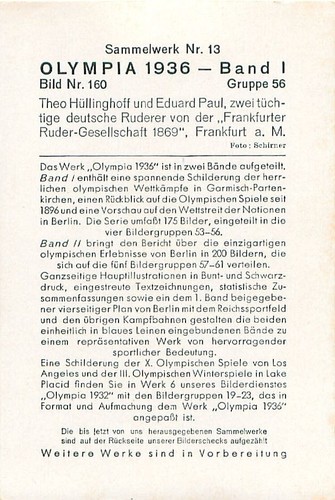 Sammelwerk Nr. 13
OLYMPIA 1936 — Band I
Bild Nr. 160 Gruppe 56
Theo Hüllinghoff und Eduard Paul, zwei tüch-
tige deutsche Ruderer von der „Frankfurter
Ruder-Gesellschaft 1869", Frankfurt a. M.
Foto: Schirner
Das Werk „Olympia 1936" ist in zwei Bände aufgeteilt.
Band I enthält eine spannende Schilderung der herr-
lichen olympischen Wettkämpfe in Garmisch-Parten-
kirchen, einen Rückblick auf die Olympischen Spiele seit
1896 und eine Vorschau auf den Wettstreit der Nationen
in Berlin. Die Serie umfaßt 175 Bilder, eingeteilt in die
vier Bildergruppen 53–56.
Band II bringt den Bericht über die einzigartigen
olympischen Erlebnisse von Berlin in 200 Bildern, die
sich auf die fünf Bildergruppen 57–61 verteilen.
Ganzseitige Hauptillustrationen in Bunt- und Schwarz-
druck, eingestreute Textzeichnungen, statistische Zu-
sammenfassungen sowie ein dem 1. Band beigegebe-
ner vierseitiger Plan von Berlin mit dem Reichssportfeld
und den übrigen Kampfbahnen gestalten die beiden
einheitlich in blaues Leinen eingebundenen Bände zu
einem repräsentativen Werk von hervorragender
sportlicher Bedeutung.
Eine Schilderung der X. Olympischen Spiele von Los
Angeles und der III. Olympischen Winterspiele in Lake
Placid finden Sie in Werk 6 unseres Bilderdienstes
„Olympia 1932" mit den Bildergruppen 19–23, das in
Format und Aufmachung dem Werk „Olympia 1936"
angepaßt ist.
Die bis jetzt von uns herausgegebenen Sammelwerke
sind auf der Rückseite unserer Bilderschecks aufgezählt
Weitere Werke sind in Vorbereitung